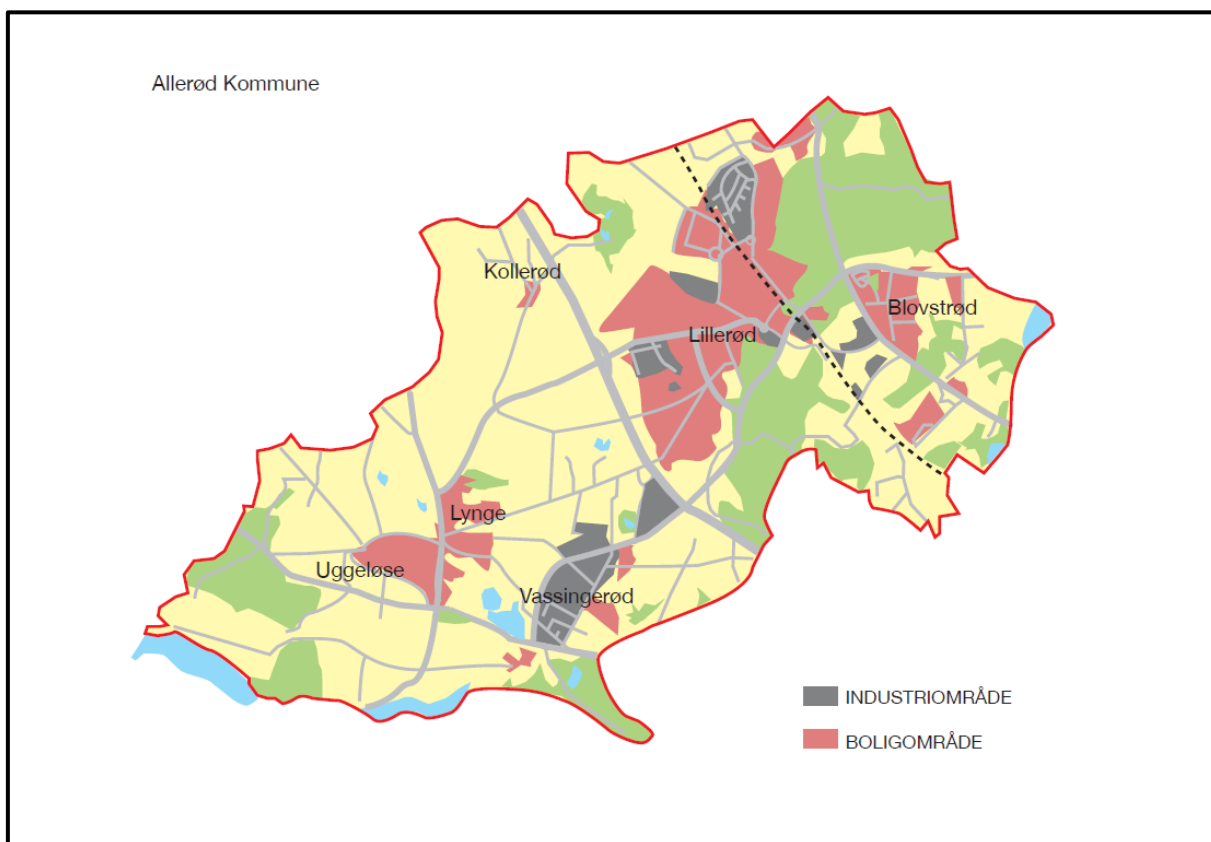 Allerød Kommune
Kollerød
Blovstrød
Lillerød
Lynge
Uggeløse
Vassingerød
INDUSTRIOMRÅDE
BOLIGOMRÅDE